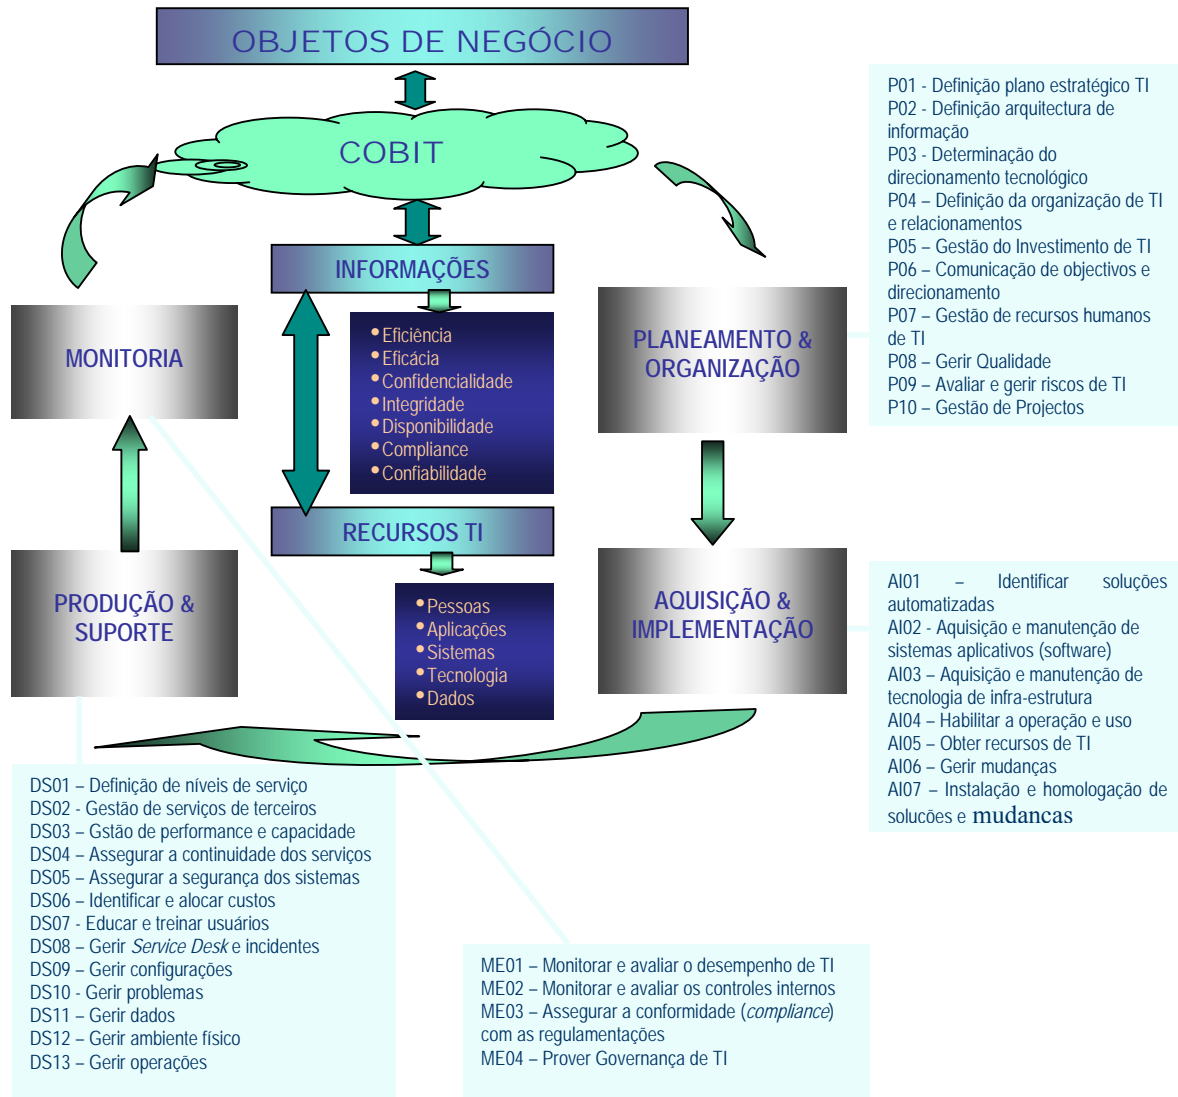 OBJETOS DE NEGÓCIO
COBIT
INFORMAÇÕES
Eficiência
Eficácia
Confidencialidade
Integridade
Disponibilidade
Compliance
Confiabilidade
RECURSOS TI
Pessoas
Aplicações
Sistemas
Tecnologia
Dados
MONITORIA
PRODUÇÃO &
SUPORTE
PLANEAMENTO &
ORGANIZAÇÃO
AQUISIÇÃO &
IMPLEMENTAÇÃO
P01 - Definição plano estratégico TI
P02 - Definição arquitectura de
informação
P03 - Determinação do
direcionamento tecnológico
P04 – Definição da organização de TI
e relacionamentos
P05 – Gestão do Investimento de TI
P06 – Comunicação de objectivos e
direcionamento
P07 – Gestão de recursos humanos
de TI
P08 – Gerir Qualidade
P09 – Avaliar e gerir riscos de TI
P10 – Gestão de Projectos
AI01 – Identificar soluções
automatizadas
AI02 - Aquisição e manutenção de
sistemas aplicativos (software)
AI03 – Aquisição e manutenção de
tecnologia de infra-estrutura
AI04 – Habilitar a operação e uso
AI05 – Obter recursos de TI
AI06 – Gerir mudanças
AI07 – Instalação e homologação de
soluções e mudancas
DS01 – Definição de níveis de serviço
DS02 - Gestão de serviços de terceiros
DS03 – Gstão de performance e capacidade
DS04 – Assegurar a continuidade dos serviços
DS05 – Assegurar a segurança dos sistemas
DS06 – Identificar e alocar custos
DS07 - Educar e treinar usuários
DS08 – Gerir Service Desk e incidentes
DS09 – Gerir configurações
DS10 - Gerir problemas
DS11 – Gerir dados
DS12 – Gerir ambiente físico
DS13 – Gerir operações
ME01 – Monitorar e avaliar o desempenho de TI
ME02 – Monitorar e avaliar os controles internos
ME03 – Assegurar a conformidade (compliance)
com as regulamentações
ME04 – Prover Governança de TI